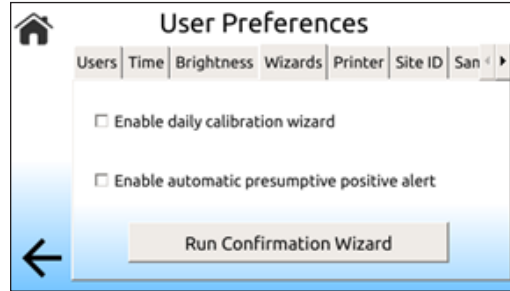 User Preferences
Users Time Brightness Wizards Printer Site ID San
Enable daily calibration wizard
Enable automatic presumptive positive alert
Run Confirmation Wizard